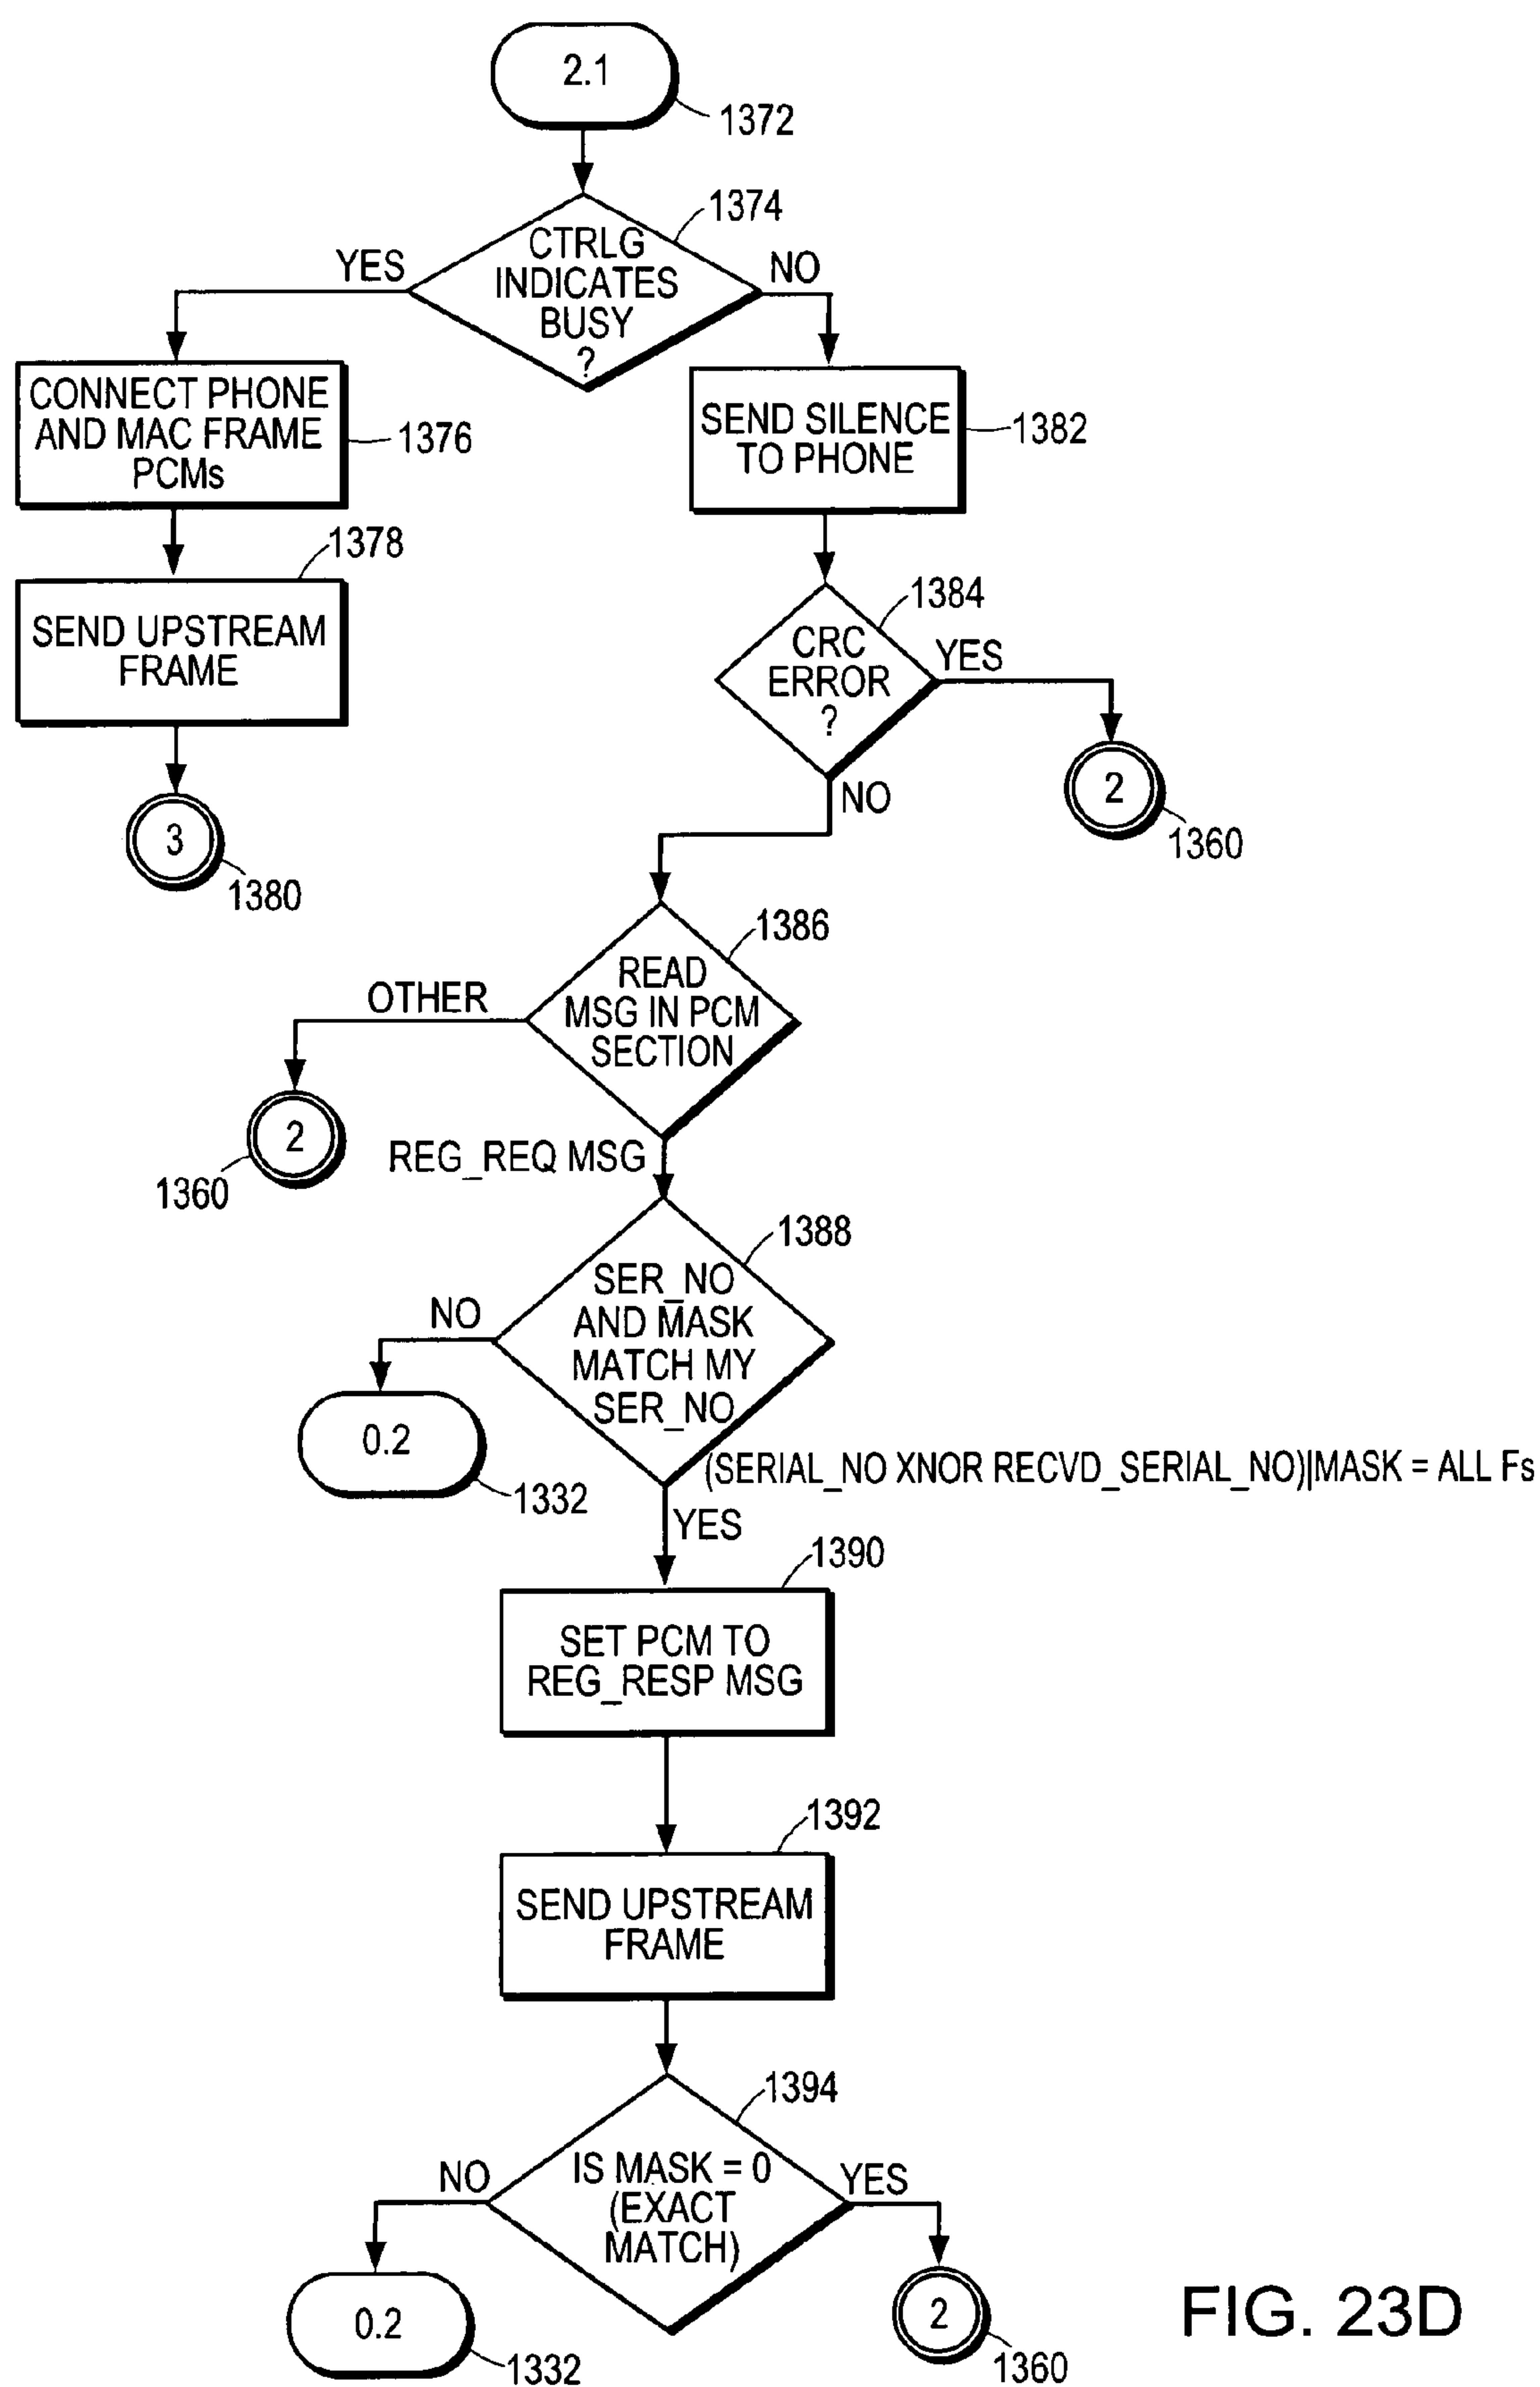 2.1
1372
1374
CTRLG
INDICATES
BUSY
?
YES
NO
CONNECT PHONE
AND MAC FRAME
PCMs
1376
SEND SILENCE
TO PHONE
1382
1378
SEND UPSTREAM
FRAME
1384
CRC
ERROR
?
YES
NO
2
1360
3
1380
1386
READ
MSG IN PCM
SECTION
OTHER
2
1360
REG_REQ MSG
1388
SER_NO
AND MASK
MATCH MY
SER_NO
NO
0.2
1332
(SERIAL_NO XNOR RECVD_SERIAL_NO)|MASK = ALL Fs
YES
1390
SET PCM TO
REG_RESP MSG
1392
SEND UPSTREAM
FRAME
1394
IS MASK = 0
(EXACT
MATCH)
NO
YES
0.2
1332
2
1360
FIG. 23D